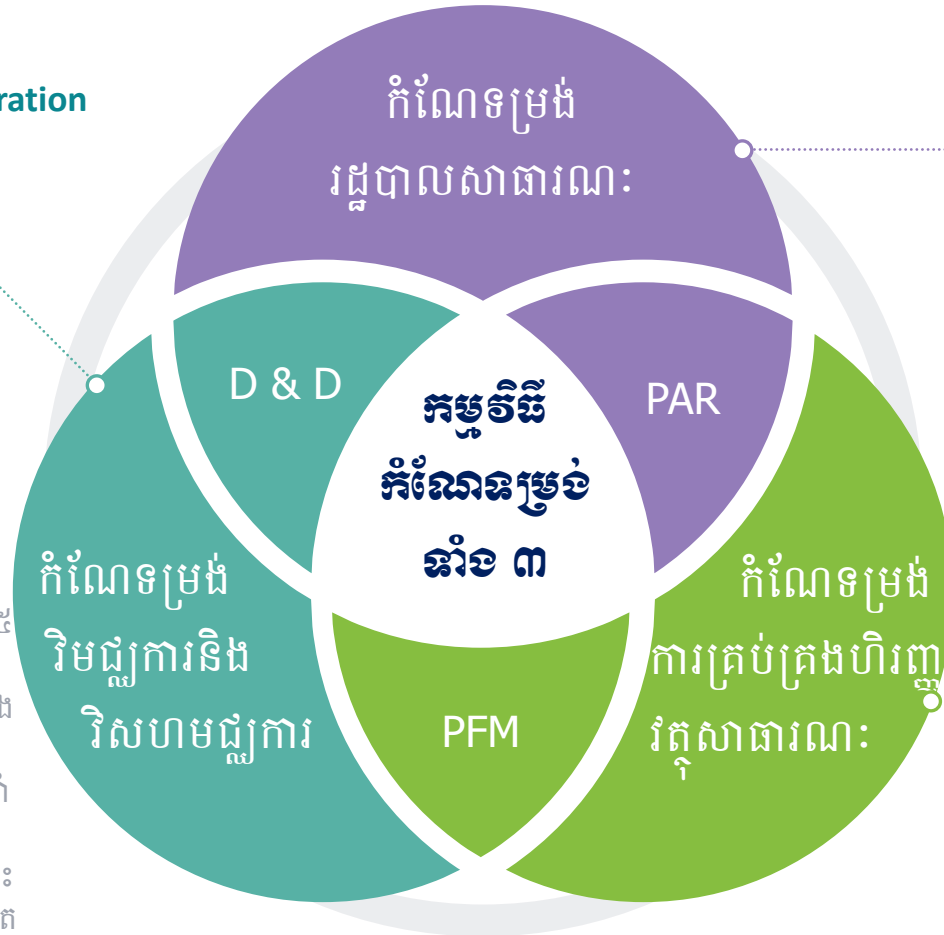 ration
កំណែទម្រង់
រដ្ឋបាលសាធារណៈ
D & D
PAR
កម្មវិធី
កំណែទម្រង់
ទាំង ៣
កំណែទម្រង់
វិមជ្ឈការនិង
វិសហមជ្ឈការ
កំណែទម្រង់
ការគ្រប់គ្រងហិរញ្ញ
វត្ថុសាធារណៈ
PFM